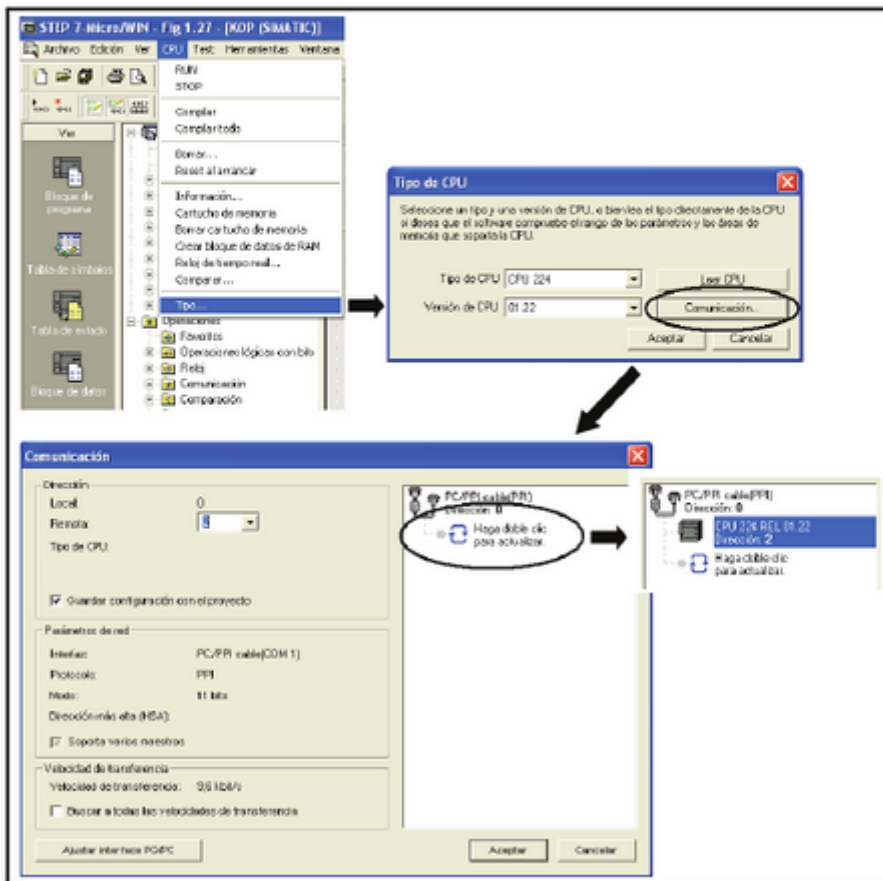 STEP 7-Micro/WIN - Fig 1.27 - [KOP (SIMATIC)]
Archivo Edición Ver CPU Test Herramientas Ventana
RUN
STOP
Compilar
Compilar todo
Borrar...
Reset al arrancar
Información...
Cartucho de memoria
Borrar cartucho de memoria
Crear bloque de datos de RAM
Reloj de tiempo real...
Comparar...
Tipo...
Ver
Bloque de
programa
Tabla de símbolos
Tabla de estado
Bloque de datos
Operaciones
Favoritos
Operaciones lógicas con bits
Reloj
Comunicación
Comparación
Tipo de CPU
Seleccione un tipo y una versión de CPU, o bien lea el tipo directamente de la CPU
si desea que el software compruebe el rango de los parámetros y las áreas de
memoria que soporta la CPU.
Tipo de CPU CPU 224 Leer CPU
Versión de CPU 01.22 Comunicación...
Aceptar Cancelar
Comunicación
Dirección
Local: 0
Remota:
Tipo de CPU:
Guardar configuración con el proyecto
Parámetros de red
Interfaz: PC/PPI cable(COM 1)
Protocolo: PPI
Modo: 11 bits
Dirección más alta (HSA):
Soporta varios maestros
Velocidad de transferencia
Velocidad de transferencia: 9,6 kbit/s
Buscar a todas las velocidades de transferencia
Ajustar interface PG/PC
Aceptar Cancelar
PC/PPI cable(PPI)
Dirección: 0
Haga doble clic
para actualizar.
PC/PPI cable(PPI)
Dirección: 0
CPU 224 REL 01.22
Dirección: 2
Haga doble clic
para actualizar.